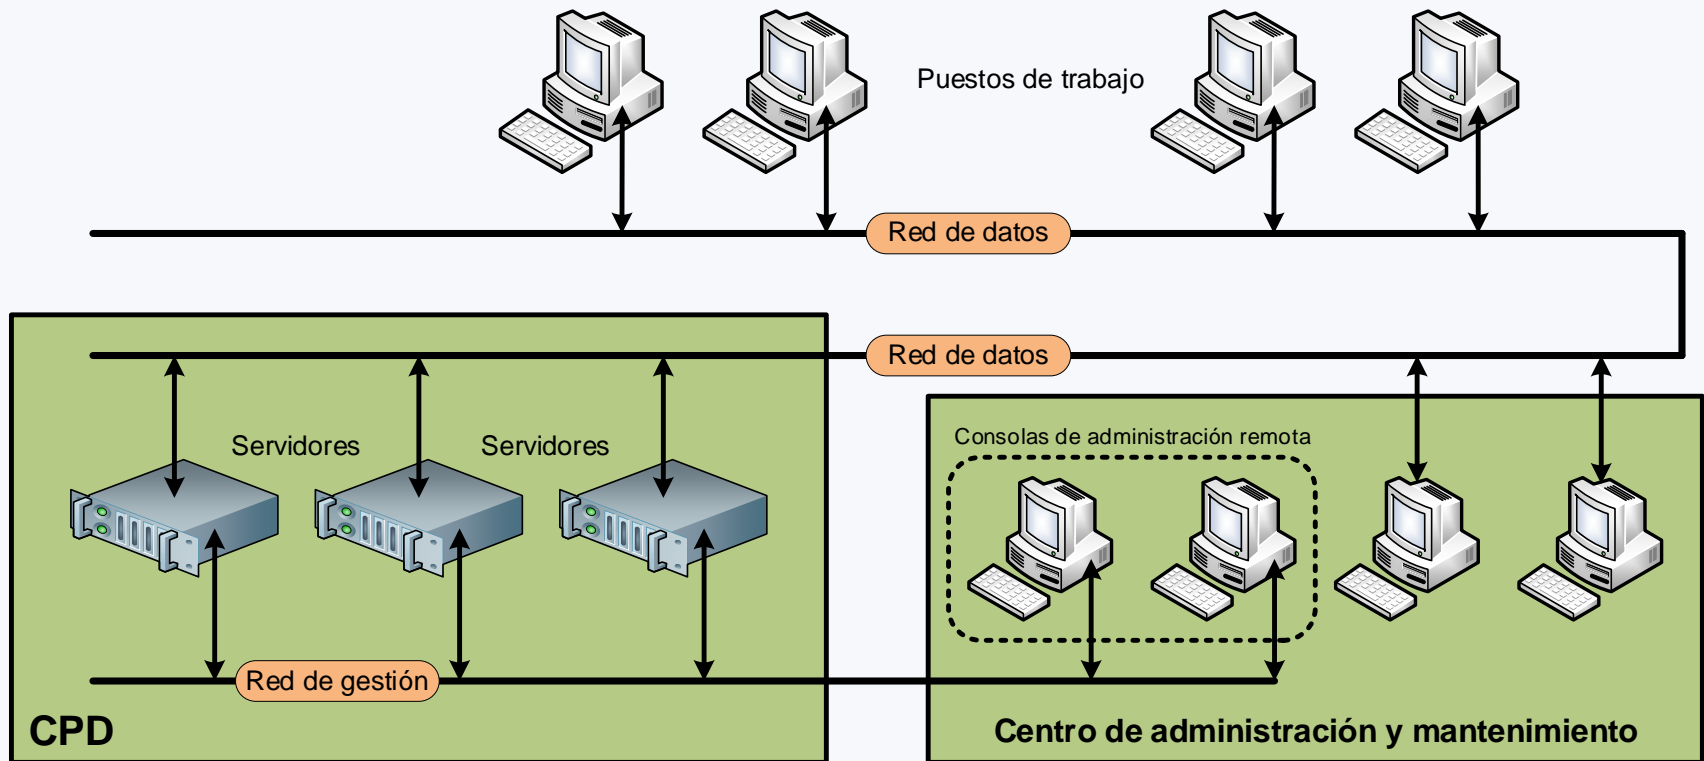 Puestos de trabajo
Red de datos
Red de datos
Servidores
Servidores
Consolas de administración remota
Red de gestión
CPD
Centro de administración y mantenimiento